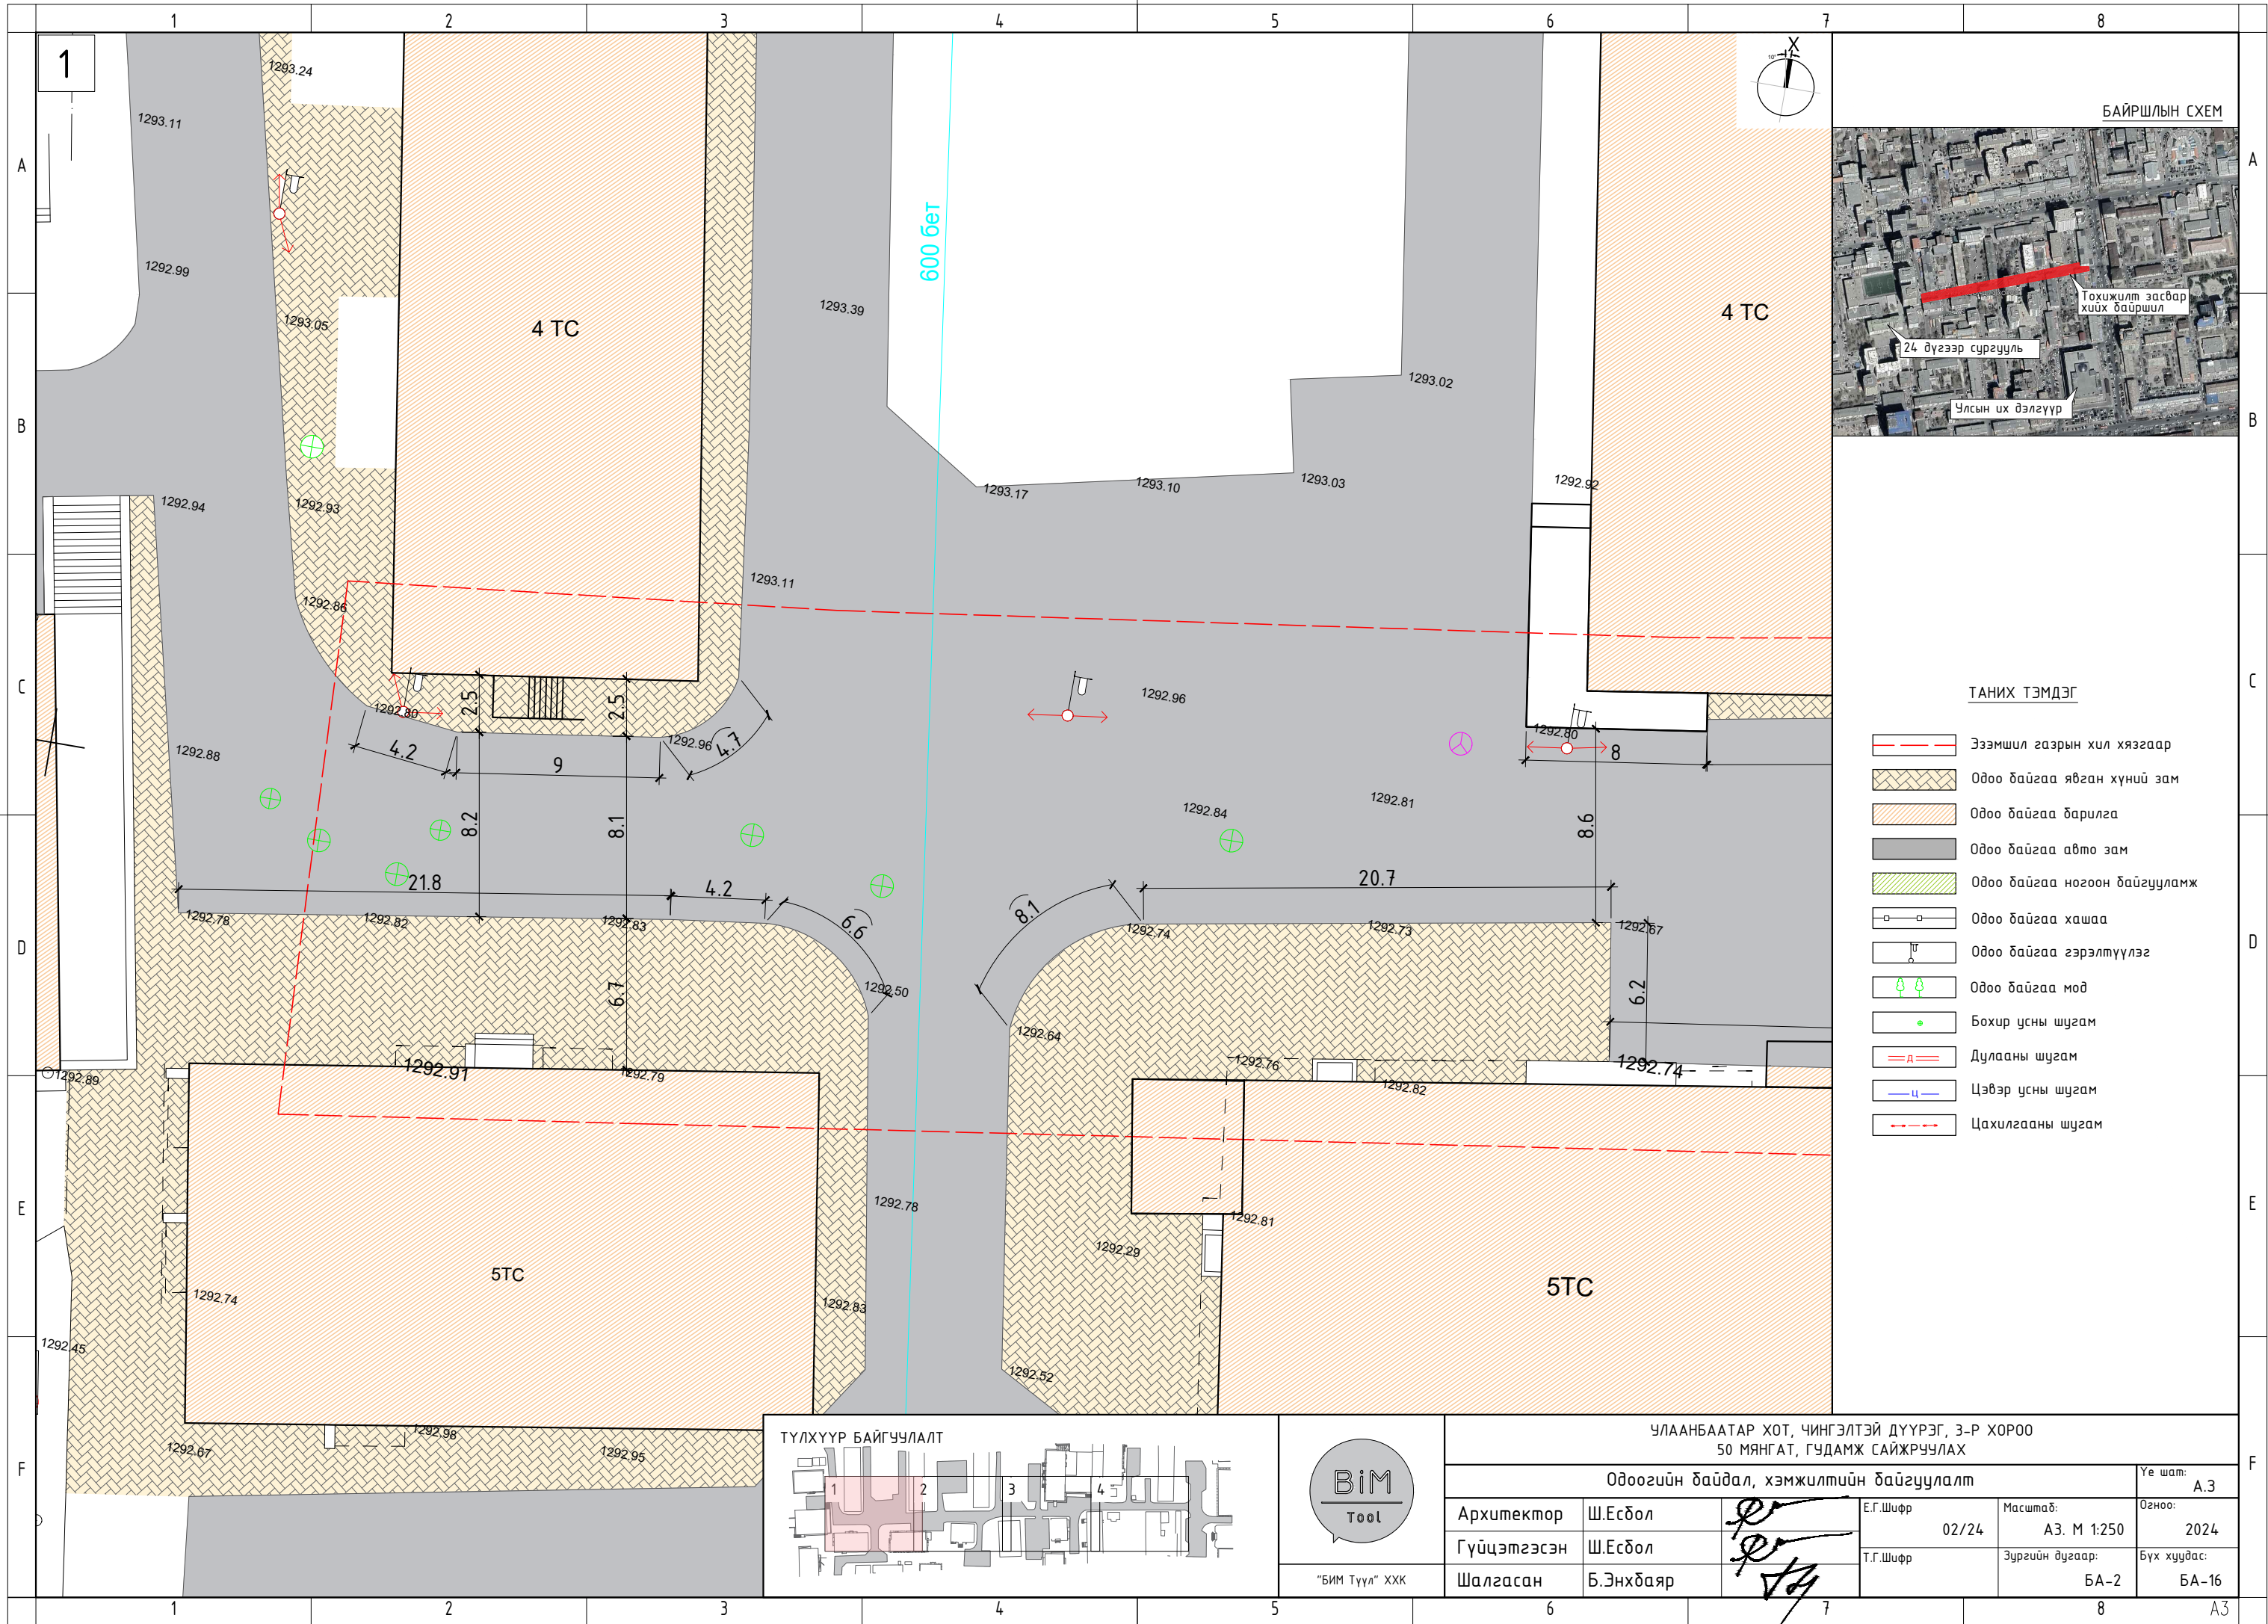 1 2 3 4 5 6 7 8
1
X
10°
БАЙРШЛЫН СХЕМ
A
A
1293.24
1293.11
1292.99
600 бет
1293.39
1293.05
4 ТС
4 ТС
Тохижилт засвар
хийх байршил
24 дүгээр сургууль
Улсын их дэлгүүр
1293.02
B
B
1292.94
1292.93
1293.17
1293.10
1293.03
1292.92
1293.11
1292.86
C
C
2.5
2.5
1292.80
1292.96
4.7
1292.96
1292.80
8
1292.88
4.2
9
8.2
8.1
1292.84
1292.81
8.6
ТАНИХ ТЭМДЭГ
Эзэмшил газрын хил хязгаар
Одоо байгаа явган хүний зам
Одоо байгаа барилга
Одоо байгаа авто зам
Одоо байгаа ногоон байгууламж
Одоо байгаа хашаа
Одоо байгаа гэрэлтүүлэг
Одоо байгаа мод
Бохир усны шугам
Д
Дулааны шугам
Ц
Цэвэр усны шугам
Цахилгааны шугам
21.8
4.2
20.7
1292.78
1292.82
1292.83
6.6
8.1
1292.74
1292.73
1292.67
D
D
6.7
1292.50
6.2
1292.64
1292.89
1292.91
1292.79
1292.76
1292.82
1292.74
E
E
1292.78
1292.81
1292.29
5ТС
5ТС
1292.74
1292.83
1292.45
1292.52
1292.67
1292.98
1292.95
F
F
ТҮЛХҮҮР БАЙГУУЛАЛТ
1 2 3 4
BiM
Tool
"БИМ Түүл" ХХК
УЛААНБААТАР ХОТ, ЧИНГЭЛТЭЙ ДҮҮРЭГ, 3-Р ХОРОО
50 МЯНГАТ, ГУДАМЖ САЙЖРУУЛАХ
Одоогийн байдал, хэмжилтийн байгуулалт
Үе шат:
А.3
Архитектор Ш.Есбол
Гүйцэтгэсэн Ш.Есбол
Шалгасан Б.Энхбаяр
Е.Г.Шифр
02/24
Масштаб:
А3. М 1:250
Огноо:
2024
Т.Г.Шифр
Зургийн дугаар:
БА-2
Бүх хуудас:
БА-16
1 2 3 4 5 6 7 8
А3